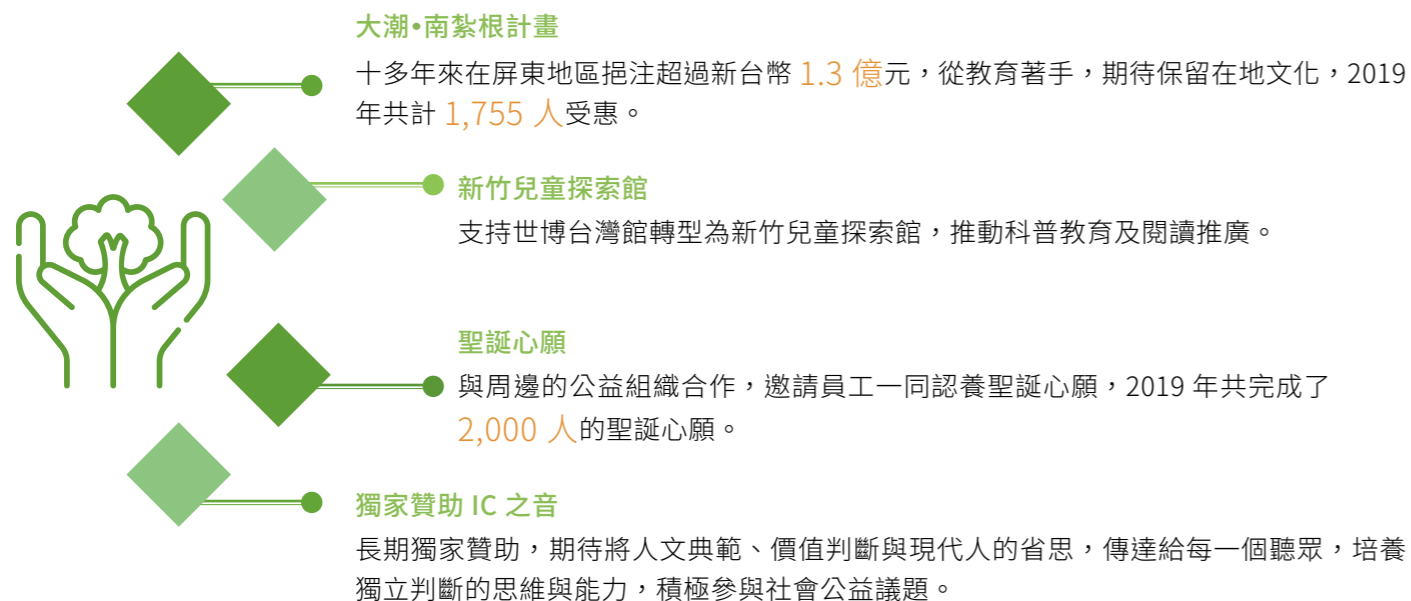 大潮•南紮根計畫
十多年來在屏東地區挹注超過新台幣 1.3 億元，從教育著手，期待保留在地文化，2019
年共計 1,755 人受惠。
新竹兒童探索館
支持世博台灣館轉型為新竹兒童探索館，推動科普教育及閱讀推廣。
聖誕心願
與周邊的公益組織合作，邀請員工一同認養聖誕心願，2019 年共完成了
2,000 人的聖誕心願。
獨家贊助 IC 之音
長期獨家贊助，期待將人文典範、價值判斷與現代人的省思，傳達給每一個聽眾，培養
獨立判斷的思維與能力，積極參與社會公益議題。